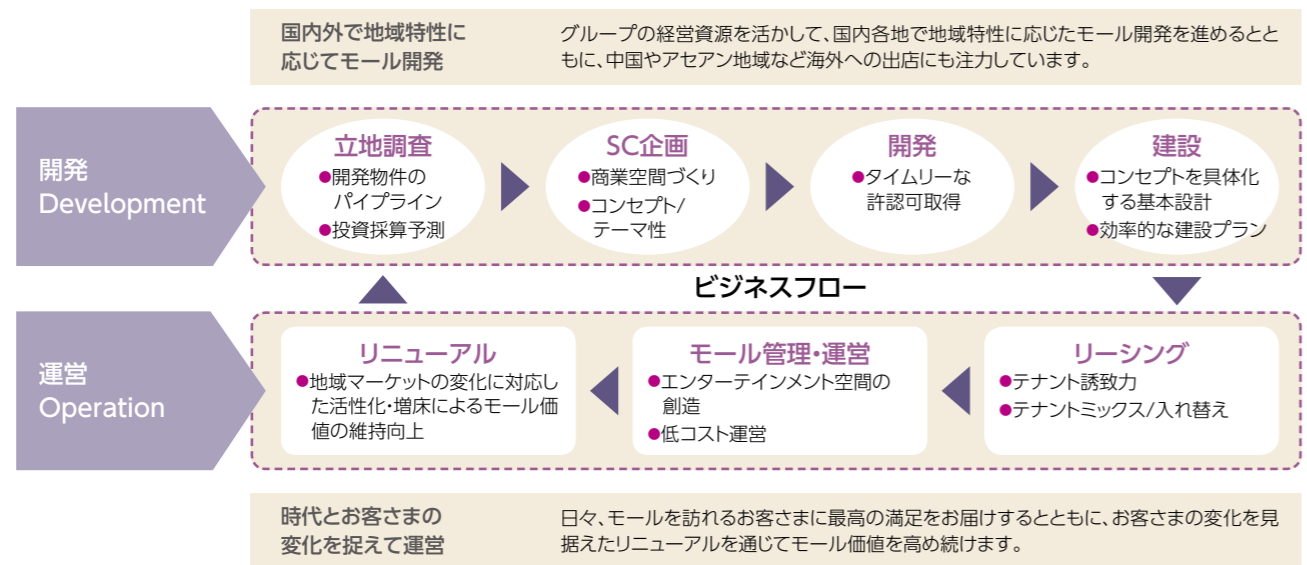 国内外で地域特性に
応じてモール開発
グループの経営資源を活かして、国内各地で地域特性に応じたモール開発を進めるとと
もに、中国やアセアン地域など海外への出店にも注力しています。
開発
Development
立地調査
●開発物件の
パイプライン
●投資採算予測
SC企画
●商業空間づくり
●コンセプト/
テーマ性
開発
●タイムリーな
許認可取得
建設
●コンセプトを具体化
する基本設計
●効率的な建設プラン
ビジネスフロー
運営
Operation
リニューアル
●地域マーケットの変化に対応し
た活性化・増床によるモール価
値の維持向上
モール管理・運営
●エンターテインメント空間の
創造
●低コスト運営
リーシング
●テナント誘致力
●テナントミックス/入れ替え
時代とお客さまの
変化を捉えて運営
日々、モールを訪れるお客さまに最高の満足をお届けするとともに、お客さまの変化を見
据えたリニューアルを通じてモール価値を高め続けます。